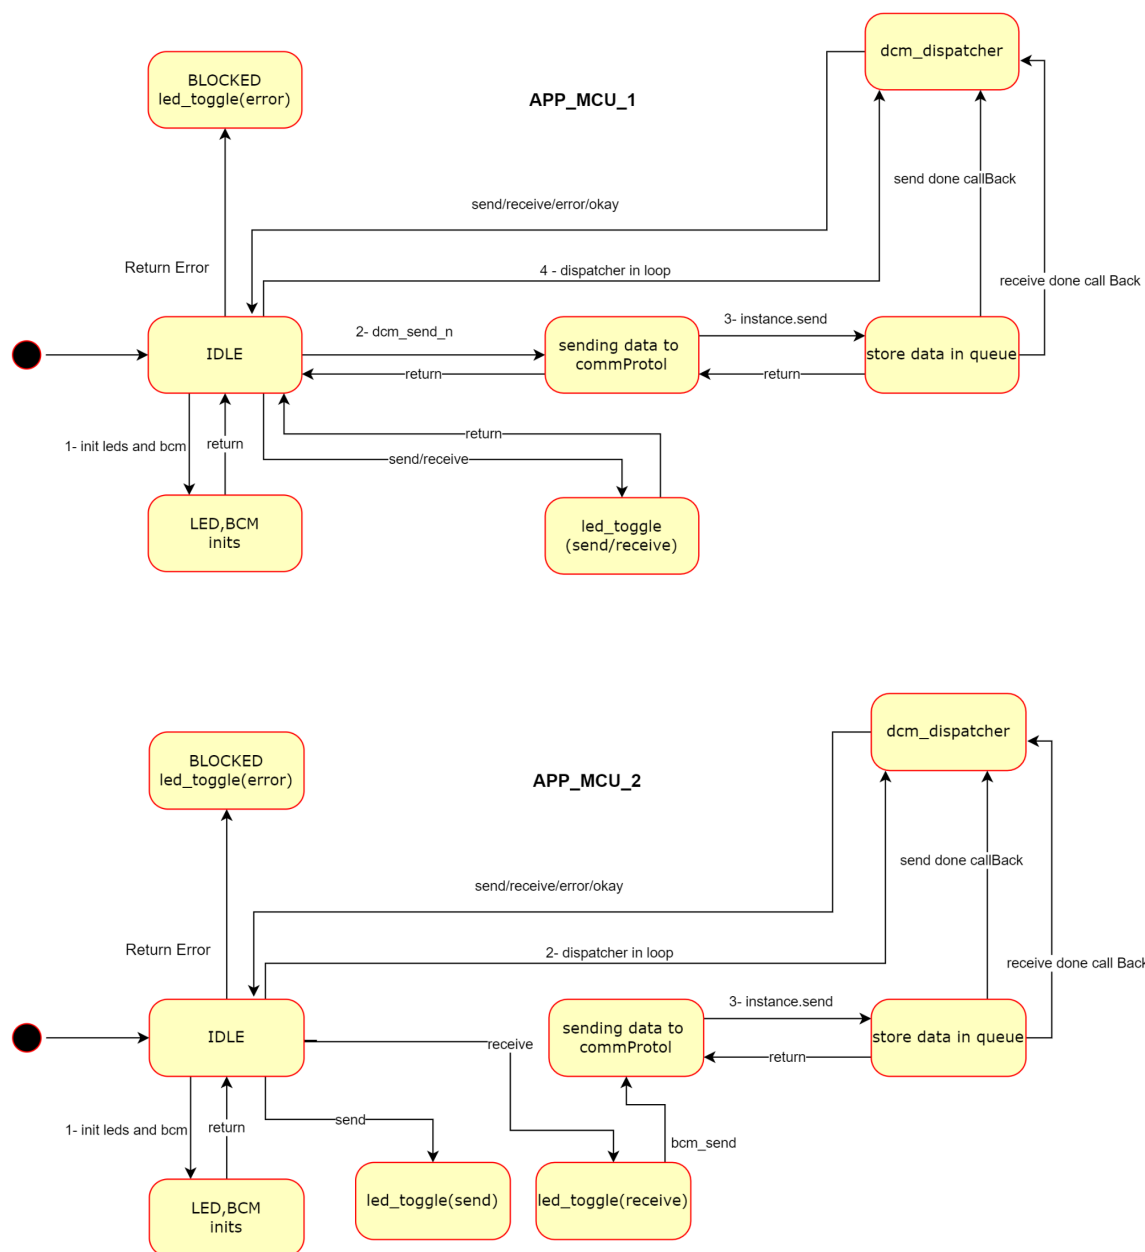 dcm_dispatcher
BLOCKED
led_toggle(error)
APP_MCU_1
send done callBack
send/receive/error/okay
Return Error
4 - dispatcher in loop
receive done call Back
2- dcm_send_n
3- instance.send
IDLE
sending data to
commProtol
store data in queue
return
return
1- init leds and bcm
return
return
send/receive
LED,BCM
inits
led_toggle
(send/receive)
dcm_dispatcher
BLOCKED
led_toggle(error)
APP_MCU_2
send done callBack
send/receive/error/okay
Return Error
2- dispatcher in loop
receive done call Back
3- instance.send
IDLE
receive
sending data to
commProtol
store data in queue
return
1- init leds and bcm
return
send
bcm_send
LED,BCM
inits
led_toggle(send)
led_toggle(receive)